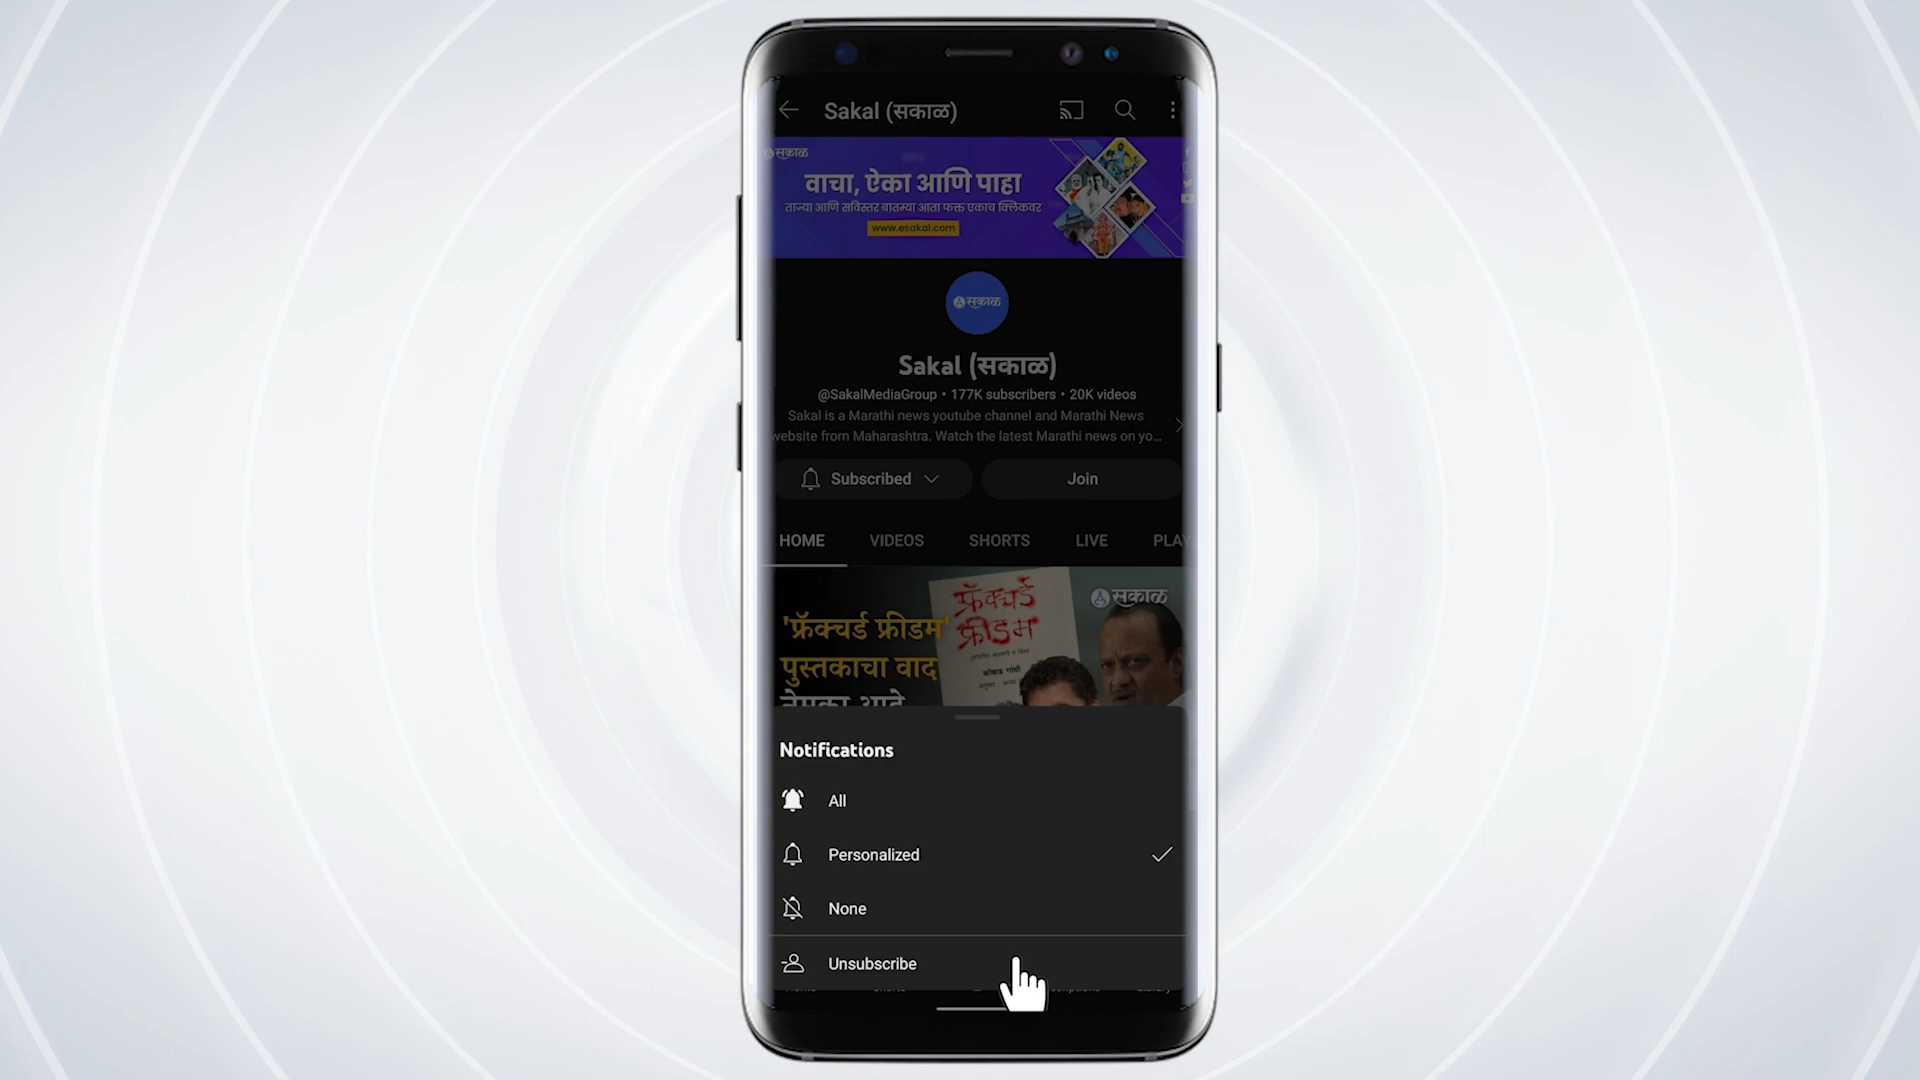 Sakal (सकाळ)
सकाळ
वाचा, ऐका आणि पाहा
ताज्या आणि सविस्तर बातम्या आता फक्त एकाच क्लिकवर
www.esakal.com
सकाळ
Sakal (सकाळ)
@SakalMediaGroup • 177K subscribers • 20K videos
Sakal is a Marathi news youtube channel and Marathi News
website from Maharashtra. Watch the latest Marathi news on yo...
Subscribed
Join
HOME VIDEOS SHORTS LIVE PLAY
फ्रॅक्चर्ड
फ्रीडम
कोबाड गांधी
सकाळ
'फ्रॅक्चर्ड फ्रीडम'
पुस्तकाचा वाद
नेमका आहे
Notifications
All
Personalized
None
Unsubscribe